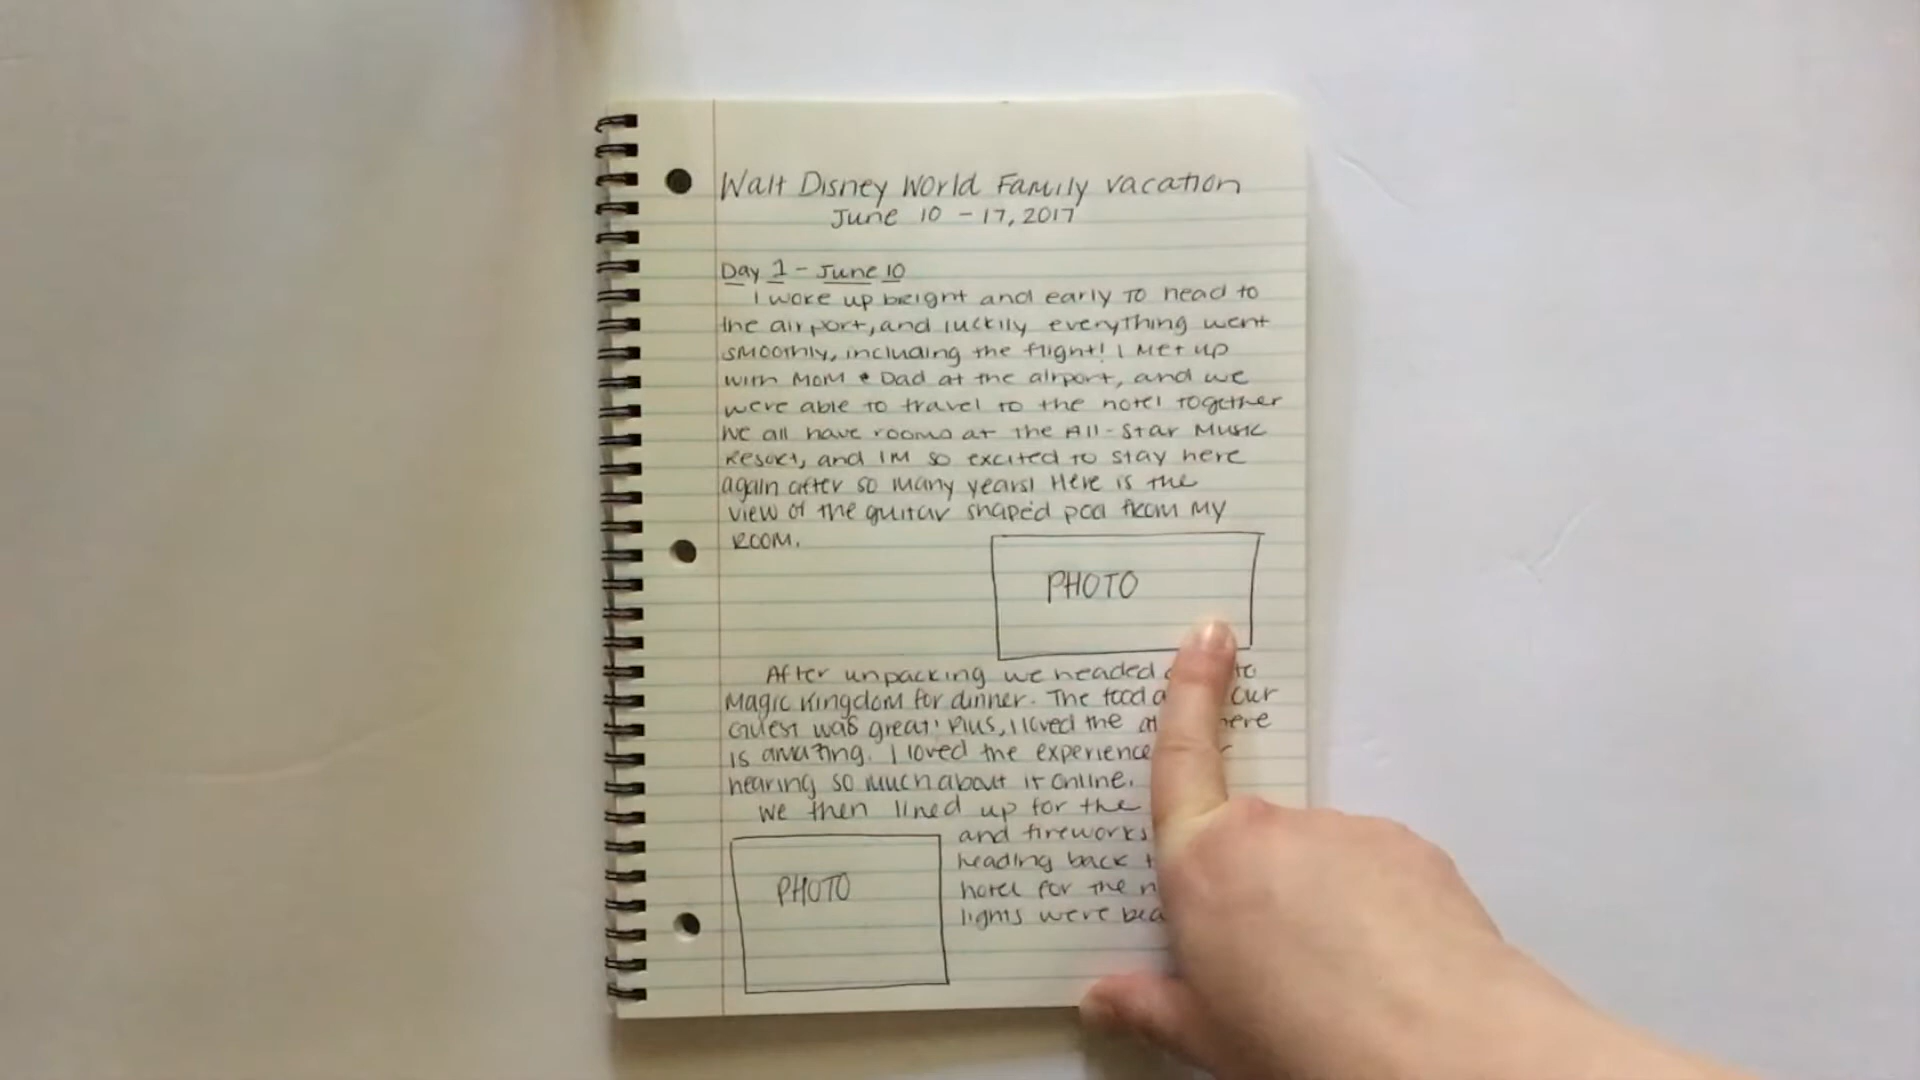 Walt Disney World Family Vacation
June 10 - 17, 2017
Day 1 - June 10
I woke up bright and early to head to
the airport, and luckily everything went
smoothly, including the flight! I met up
with Mom & Dad at the airport, and we
were able to travel to the hotel together
We all have rooms at the All-Star Music
Resort, and IM so excited to stay here
again after so many years! Here is the
view of the guitar shaped pool from my
room.
PHOTO
After unpacking we headed to
Magic Kingdom for dinner. The food our
Guest was great! Plus, I loved the here
is amazing. I loved the experience
hearing so much about it online.
We then lined up for the
and fireworks
heading back
hotel for the
lights were
PHOTO